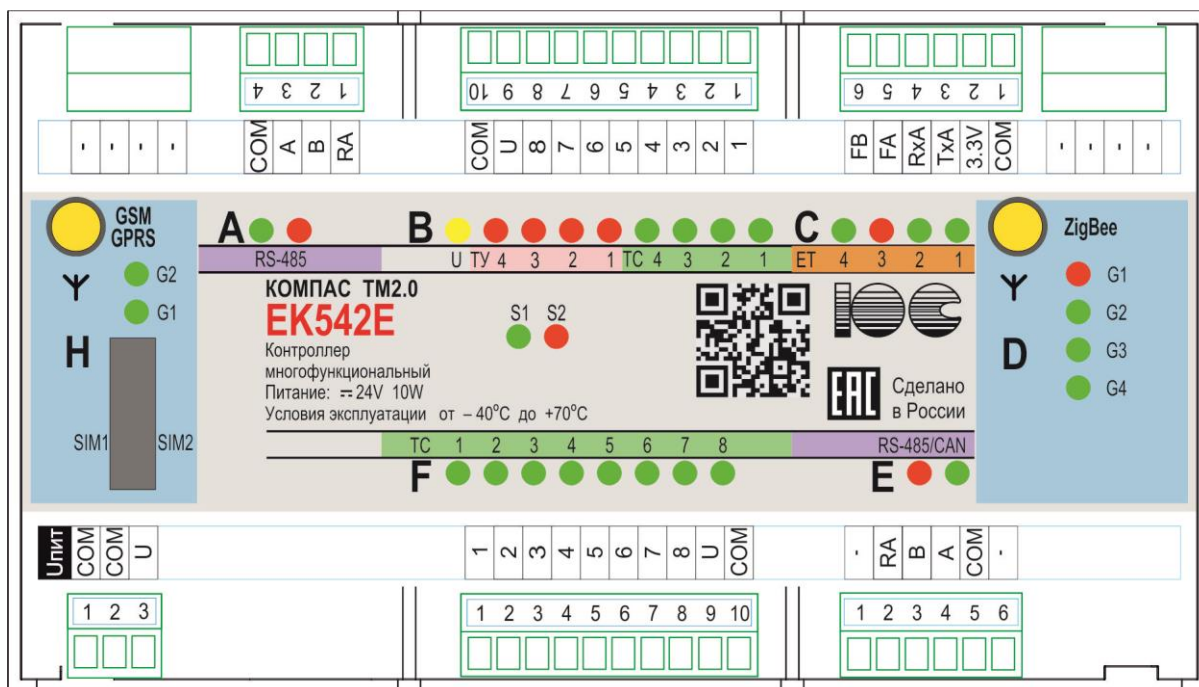 4 3 2 1
10 9 8 7 6 5 4 3 2 1
6 5 4 3 2 1
- - - -
COM A B RA
COM U 8 7 6 5 4 3 2 1
FB FA RxA TxA 3.3V COM
- - - -
GSM
GPRS
G2
G1
H
SIM1 SIM2
A
RS-485
B
U ТУ 4 3 2 1 ТС 4 3 2 1
C
ET 4 3 2 1
КОМПАС ТМ2.0
EK542E
Контроллер
многофункциональный
Питание: ⎓24V 10W
Условия эксплуатации от – 40°C до +70°C
S1 S2
ЮС
EAC
Сделано
в России
ZigBee
G1
G2
G3
G4
D
ТС 1 2 3 4 5 6 7 8
F
RS-485/CAN
E
Uпит COM COM U
1 2 3 4 5 6 7 8 U COM
- RA B A COM -
1 2 3
1 2 3 4 5 6 7 8 9 10
1 2 3 4 5 6